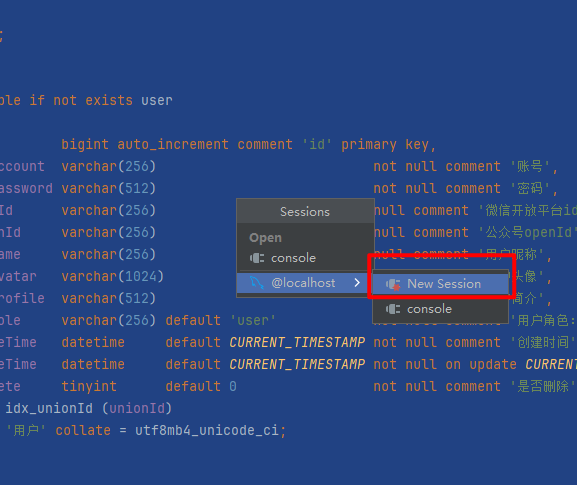 ;
ble if not exists user
bigint auto_increment comment 'id' primary key,
ccount varchar(256) not null comment '账号',
assword varchar(512) not null comment '密码',
Id varchar(256) null comment '微信开放平台id
nId varchar(256) null comment '公众号openId'
ame varchar(256) null comment '用户昵称',
vatar varchar(1024) 头像',
rofile varchar(512) 简介',
ole varchar(256) default 'user' '用户角色:
eTime datetime default CURRENT_TIMESTAMP not null comment '创建时间'
eTime datetime default CURRENT_TIMESTAMP not null on update CURREN
ete tinyint default 0 not null comment '是否删除'
idx_unionId (unionId)
'用户' collate = utf8mb4_unicode_ci;
Sessions
Open
console
@localhost
New Session
console